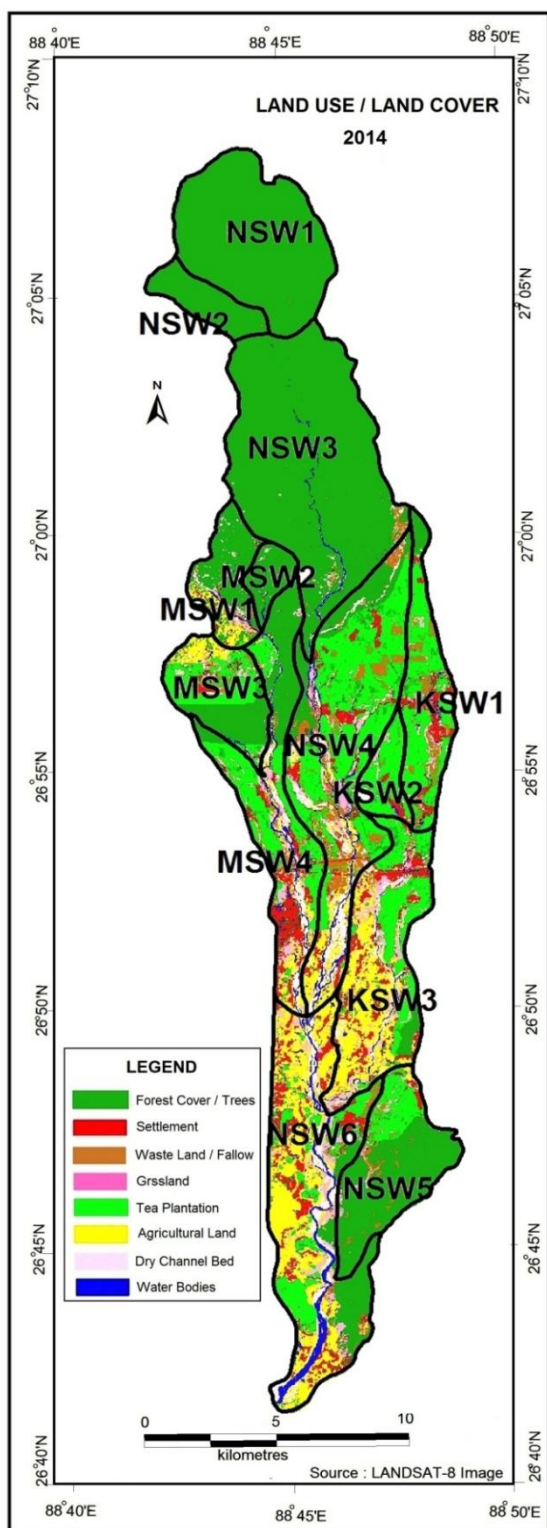 88°40'E
88°45'E
88°50'E
27°10'N
27°10'N
LAND USE / LAND COVER
2014
NSW1
27°05'N
27°05'N
NSW2
N
NSW3
27°00'N
27°00'N
MSW2
MSW1
MSW3
KSW1
NSW4
26°55'N
26°55'N
KSW2
MSW4
26°50'N
26°50'N
KSW3
LEGEND
Forest Cover / Trees
Settlement
Waste Land / Fallow
Grssland
Tea Plantation
Agricultural Land
Dry Channel Bed
Water Bodies
NSW6
NSW5
26°45'N
26°45'N
0 5 10
kilometres
Source : LANDSAT-8 Image
26°40'N
26°40'N
88°40'E
88°45'E
88°50'E